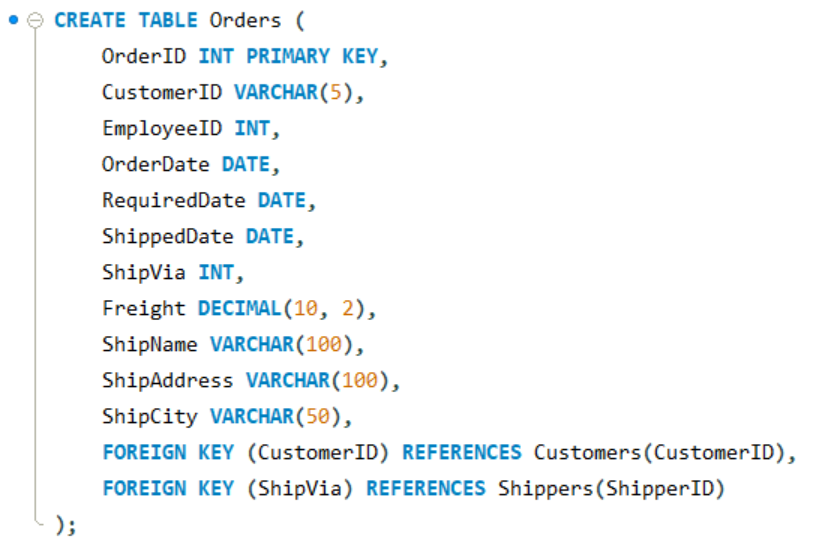 CREATE TABLE Orders (
OrderID INT PRIMARY KEY,
CustomerID VARCHAR(5),
EmployeeID INT,
OrderDate DATE,
RequiredDate DATE,
ShippedDate DATE,
ShipVia INT,
Freight DECIMAL(10, 2),
ShipName VARCHAR(100),
ShipAddress VARCHAR(100),
ShipCity VARCHAR(50),
FOREIGN KEY (CustomerID) REFERENCES Customers(CustomerID),
FOREIGN KEY (ShipVia) REFERENCES Shippers(ShipperID)
);